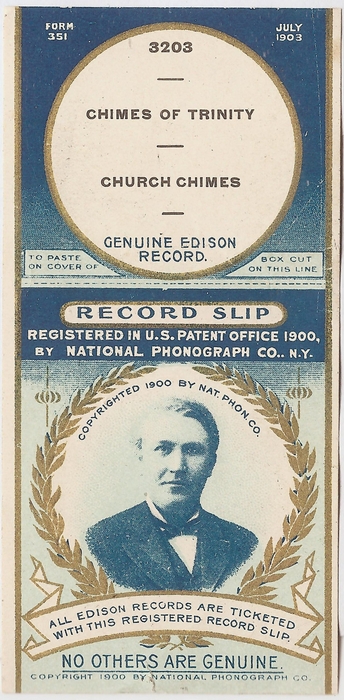 FORM
351
JULY
1903
3203
CHIMES OF TRINITY
CHURCH CHIMES
GENUINE EDISON
RECORD.
TO PASTE
ON COVER OF
BOX CUT
ON THIS LINE
RECORD SLIP
REGISTERED IN U.S. PATENT OFFICE 1900,
BY NATIONAL PHONOGRAPH CO., N.Y.
COPYRIGHTED 1900 BY NAT. PHON. CO.
ALL EDISON RECORDS ARE TICKETED
WITH THIS REGISTERED RECORD SLIP.
NO OTHERS ARE GENUINE.
COPYRIGHT 1900 BY NATIONAL PHONOGRAPH CO.